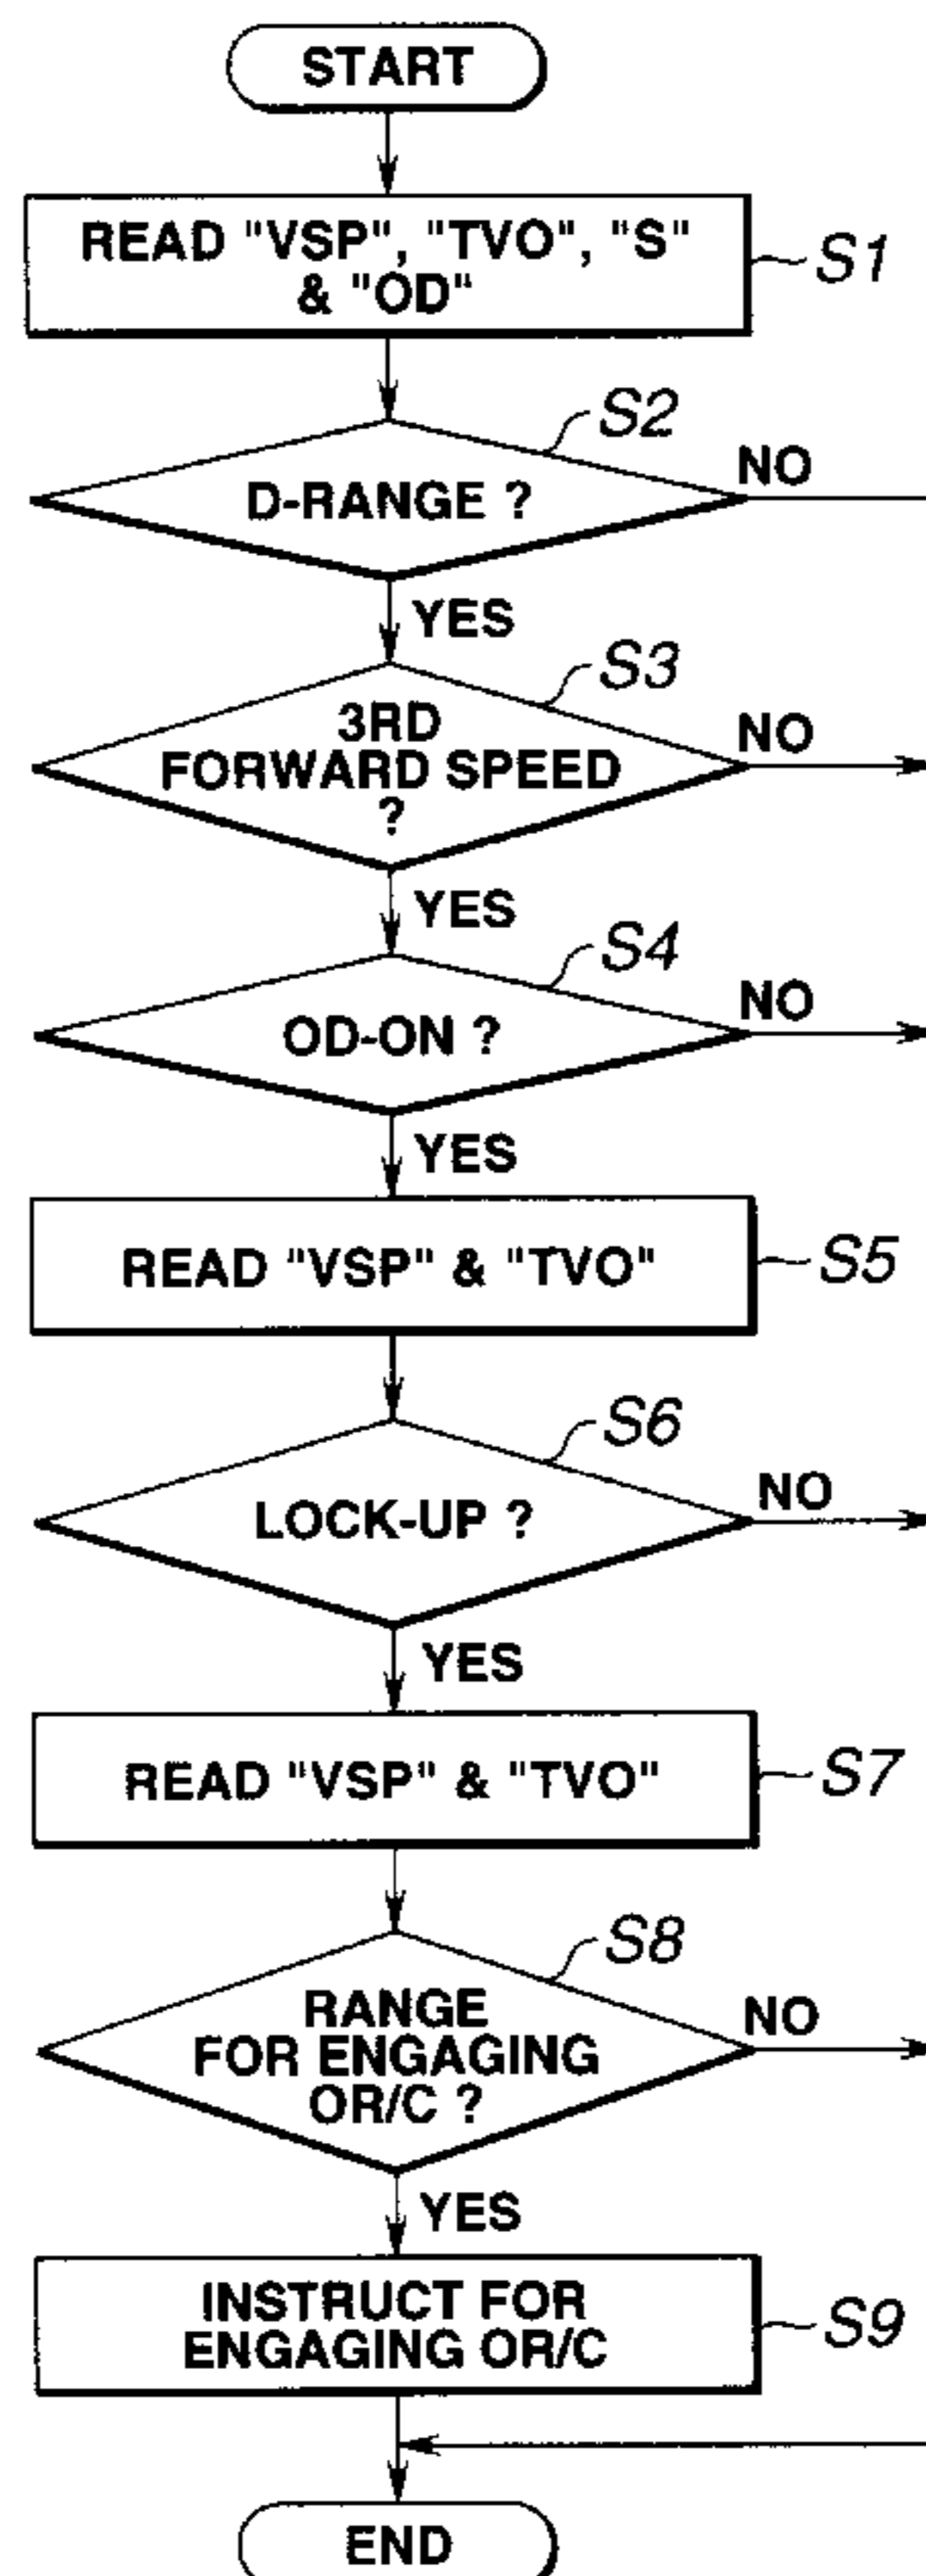 START
READ "VSP", "TVO", "S"
& "OD"
S1
S2
D-RANGE ?
NO
YES
S3
3RD
FORWARD SPEED
?
NO
YES
S4
OD-ON ?
NO
YES
READ "VSP" & "TVO"
S5
S6
LOCK-UP ?
NO
YES
READ "VSP" & "TVO"
S7
S8
RANGE
FOR ENGAGING
OR/C ?
NO
YES
INSTRUCT FOR
ENGAGING OR/C
S9
END